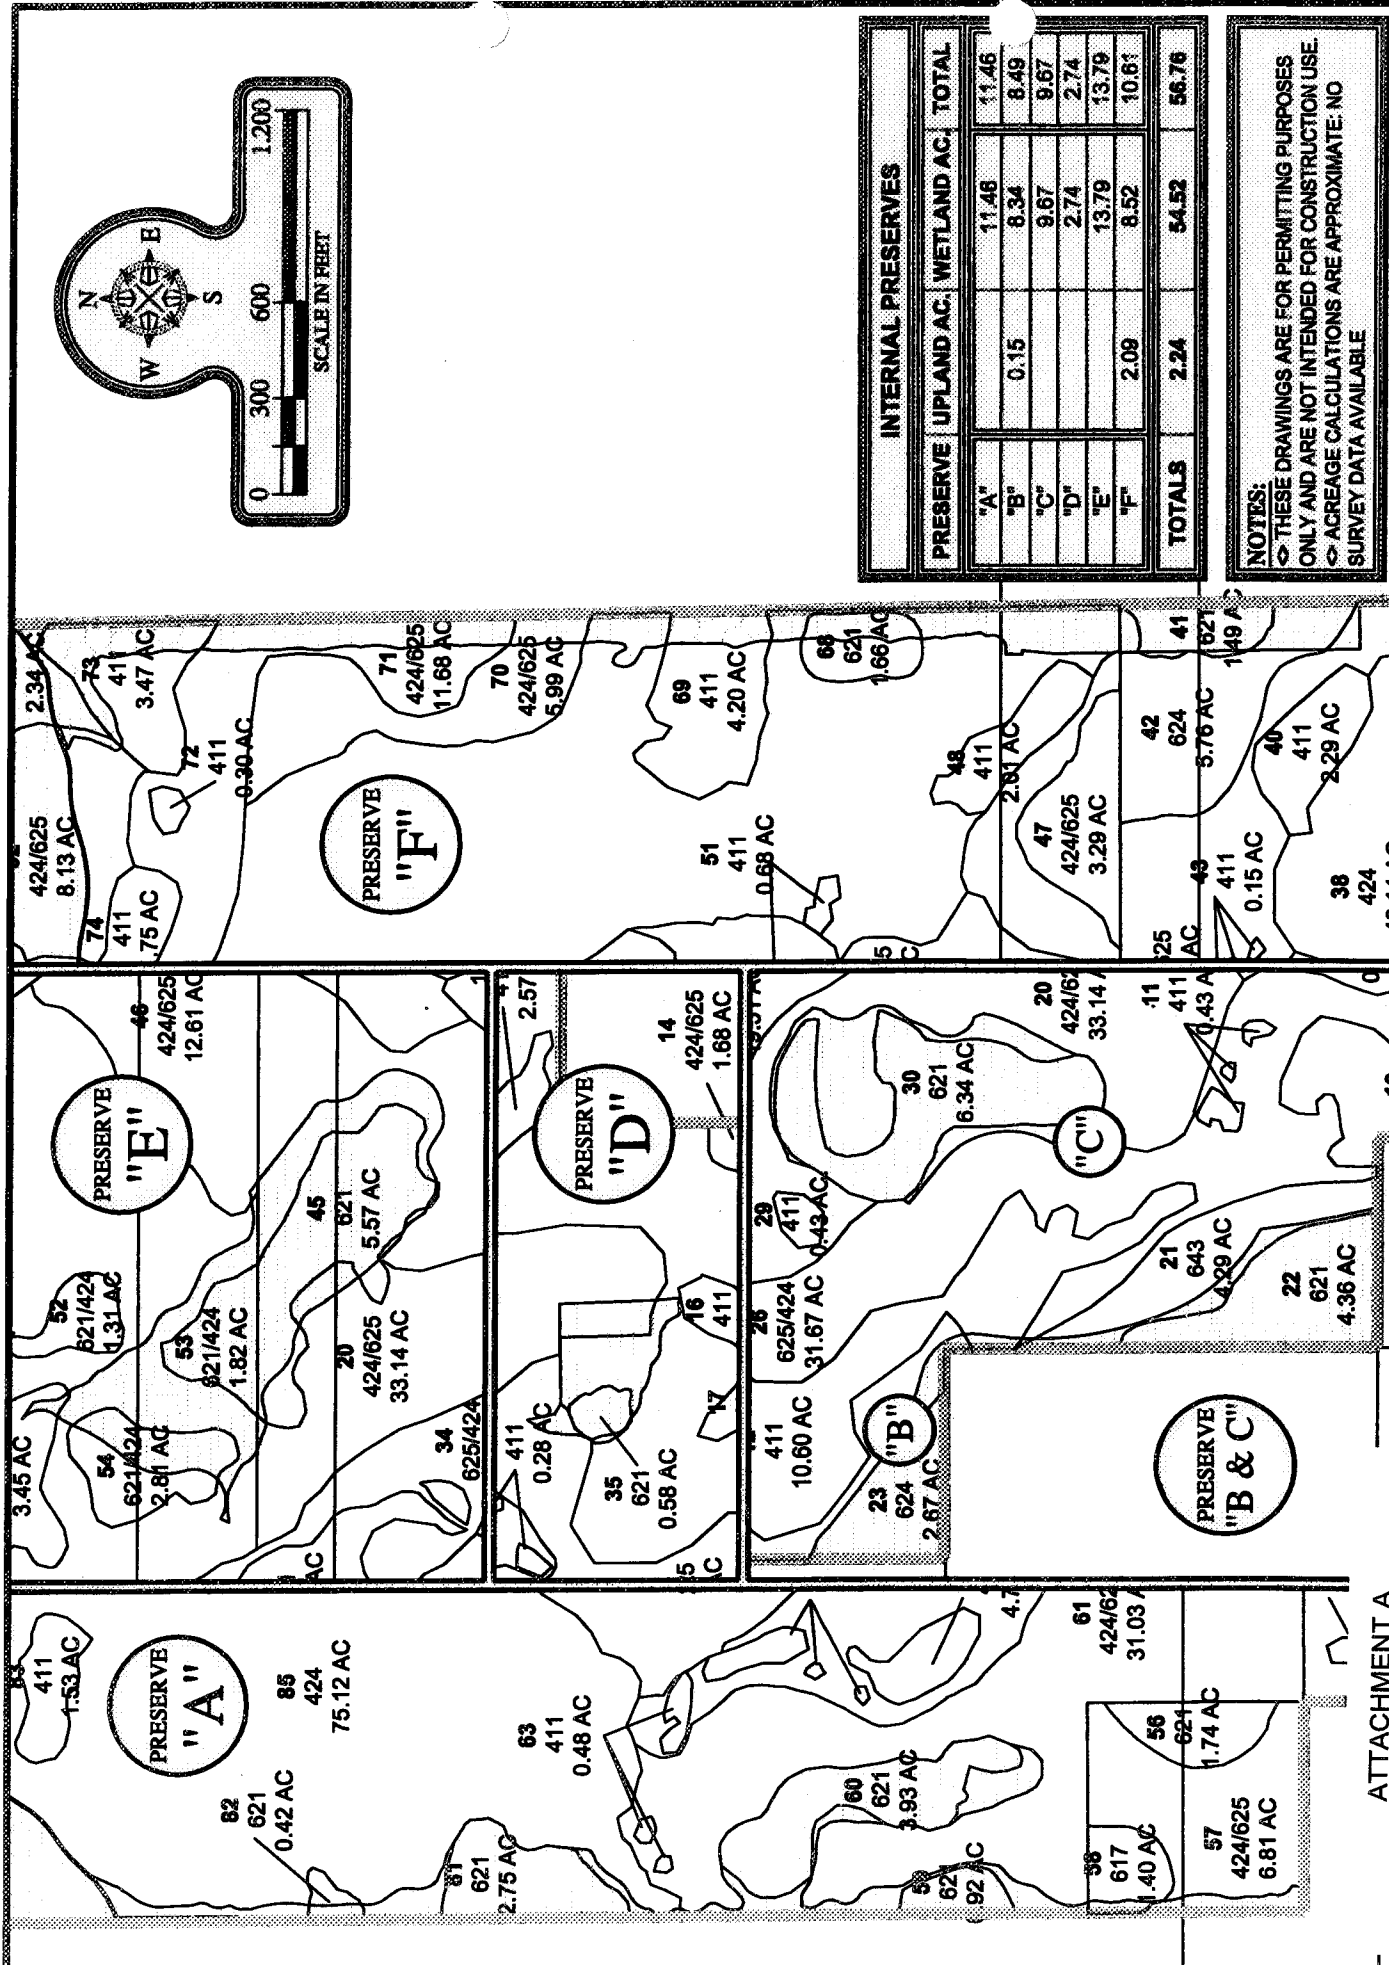 N
W
E
S
0 300 600 1200
SCALE IN FEET
INTERNAL PRESERVES
PRESERVE UPLAND AC. WETLAND AC. TOTAL
"A" 11.46 11.46
"B" 0.15 8.34 8.49
"C" 9.67 9.67
"D" 2.74 2.74
"E" 13.79 13.79
"F" 2.09 8.52 10.61
TOTALS 2.24 54.52 56.76
NOTES:
<> THESE DRAWINGS ARE FOR PERMITTING PURPOSES
ONLY AND ARE NOT INTENDED FOR CONSTRUCTION USE.
<> ACREAGE CALCULATIONS ARE APPROXIMATE: NO
SURVEY DATA AVAILABLE
PRESERVE
"F"
424/625
8.13 AC
2.34 AC
73
411
3.47 AC
74
411
.75 AC
72
411
0.30 AC
71
424/625
11.68 AC
70
424/625
5.99 AC
69
411
4.20 AC
68
621
1.66 AC
51
411
0.68 AC
48
411
2.01 AC
47
424/625
3.29 AC
42
624
5.76 AC
41
621
1.49 AC
40
411
2.29 AC
43
411
0.15 AC
38
424
PRESERVE
"E"
46
424/625
12.61 AC
52
621/424
1.31 AC
3.45 AC
54
621/424
2.81 AC
53
621/424
1.82 AC
45
621
5.57 AC
20
424/625
33.14 AC
34
625/424
AC
PRESERVE
"D"
2.57
14
424/625
1.68 AC
411
0.28 AC
35
621
0.58 AC
16
411
17
PRESERVE
"B & C"
"B"
"C"
411
10.60 AC
26
625/424
31.67 AC
29
411
0.43 AC
30
621
6.34 AC
20
424/62
33.14 A
11
411
0.43 A
23
624
2.67 AC
21
643
4.29 AC
22
621
4.36 AC
PRESERVE
"A"
83
411
1.53 AC
85
424
75.12 AC
82
621
0.42 AC
81
621
2.75 AC
63
411
0.48 AC
60
621
3.93 AC
4.7
61
424/62
31.03 A
.92 AC
58
617
1.40 AC
56
621
1.74 AC
57
424/625
6.81 AC
ATTACHMENT A